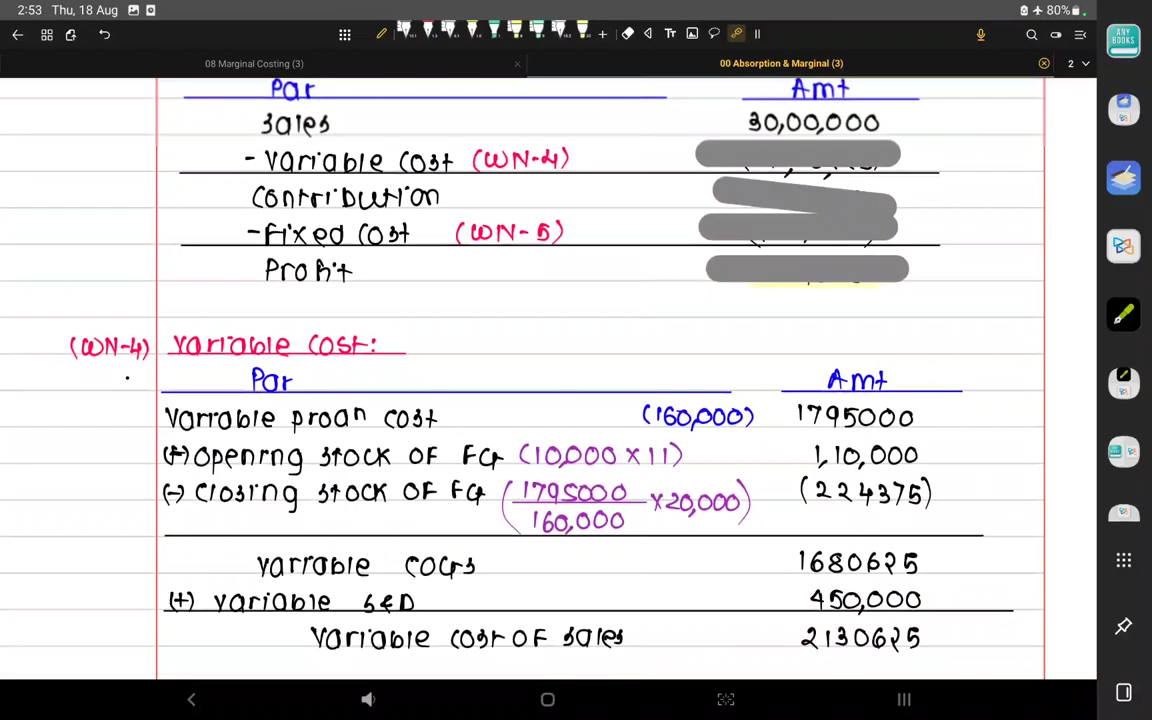 2:53 Thu, 18 Aug 80%
08 Marginal Costing (3) × 00 Absorption & Marginal (3) 2
ANY BOOKS
Par Amt
Sales 30,00,000
- Variable Cost (WN-4)
Contribution
- Fixed Cost (WN-5)
Profit
(WN-4) Variable Cost:
Par Amt
Variable prodn cost (160,000) 1795000
(+) Opening stock OF FG (10,000 × 11) 1,10,000
(-) Closing stock OF FG (1795000/160,000 × 20,000) (224375)
Variable COGS 1680625
(+) Variable S&D 450,000
Variable Cost OF Sales 2130625